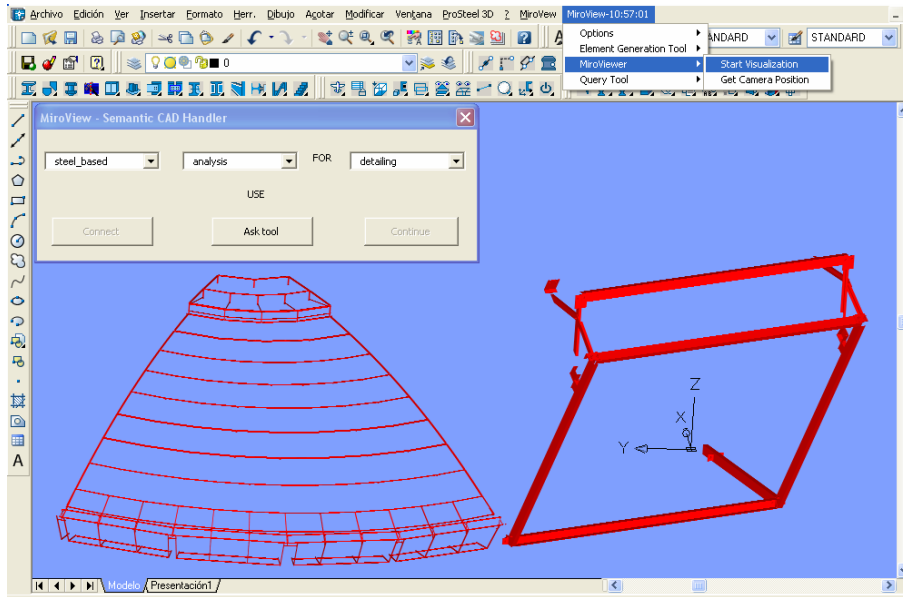 Archivo Edición Ver Insertar Formato Herr. Dibujo Acotar Modificar Ventana ProSteel 3D ? MiroVew MiroView-10:57:01
Options
Element Generation Tool
MiroViewer
Query Tool
Start Visualization
Get Camera Position
A
NDARD
STANDARD
0
MiroView - Semantic CAD Handler
steel_based
analysis
FOR
detailing
USE
Connect
Ask tool
Continue
A
Z
X
Y
Modelo
Presentación1